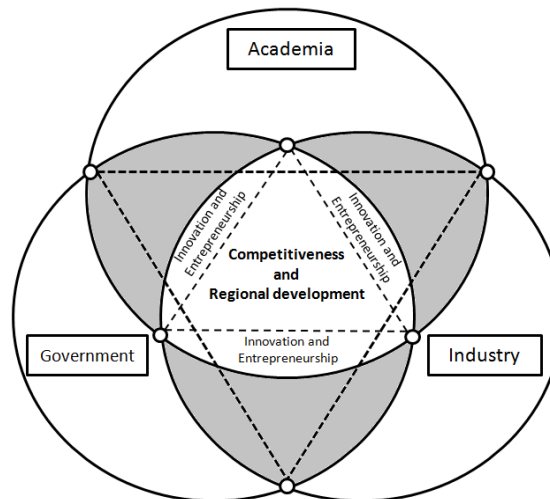 Academia
Innovation and
Entrepreneurship
Innovation and
Entrepreneurship
Competitiveness
and
Regional development
Government
Innovation and
Entrepreneurship
Industry